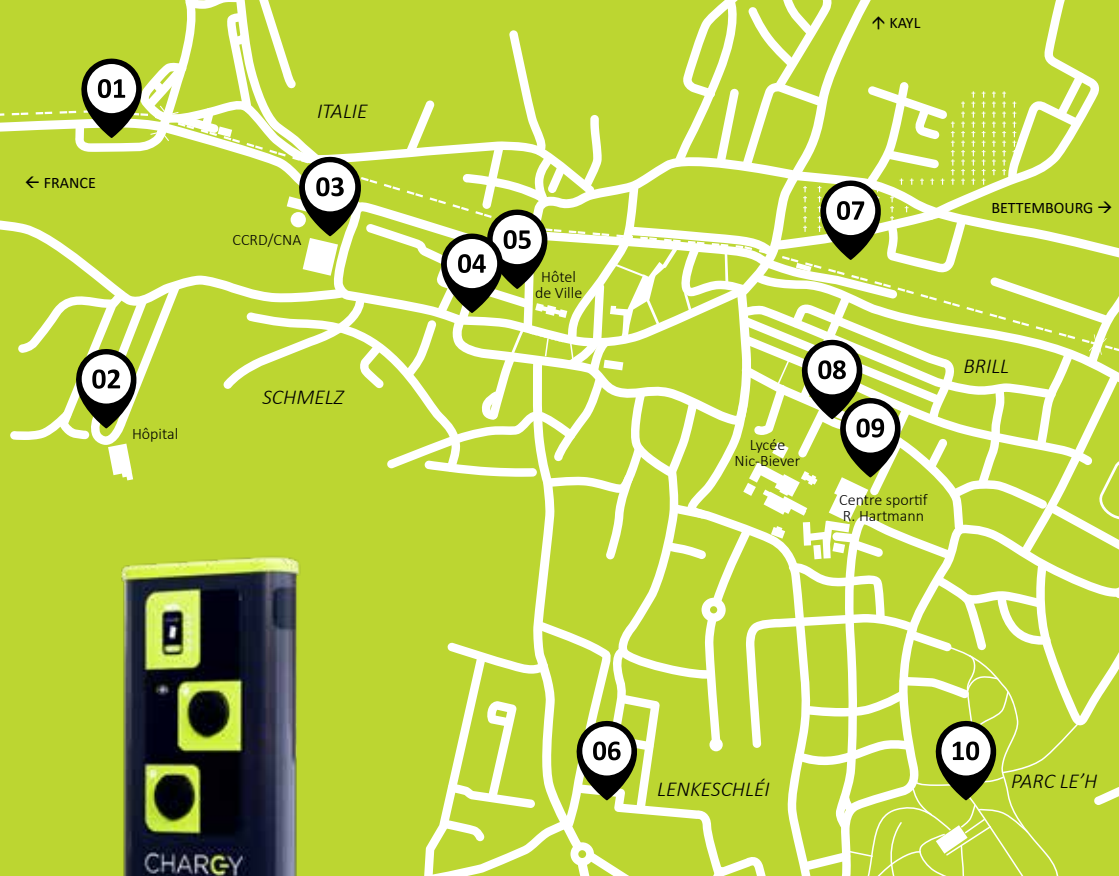 ↑ KAYL
01
ITALIE
← FRANCE
03
07
BETTEMBOURG →
CCRD/CNA
05
04
Hôtel
de Ville
02
Hôpital
SCHMELZ
08
BRILL
09
Lycée
Nic-Biever
Centre sportif
R. Hartmann
06
LENKESCHLÉI
10
PARC LE'H
CHARGY